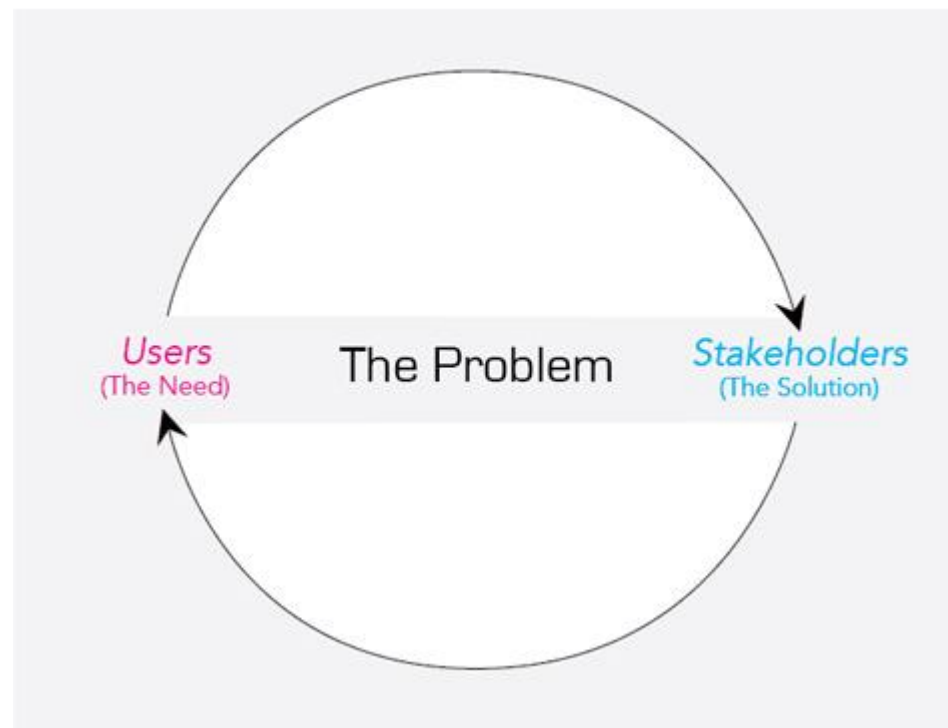 Users
(The Need)
The Problem
Stakeholders
(The Solution)